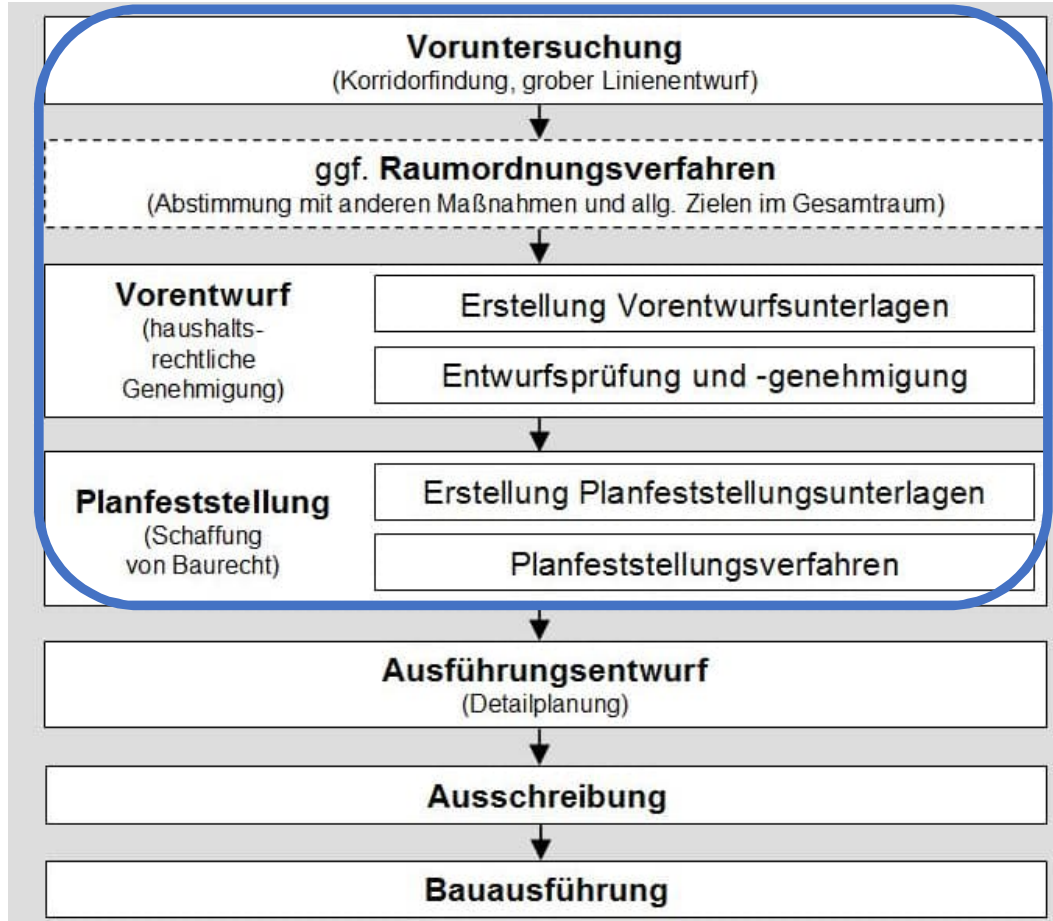 Voruntersuchung
(Korridorfindung, grober Linienentwurf)
ggf. Raumordnungsverfahren
(Abstimmung mit anderen Maßnahmen und allg. Zielen im Gesamtraum)
Vorentwurf
(haushalts-
rechtliche
Genehmigung)
Erstellung Vorentwurfsunterlagen
Entwurfsprüfung und -genehmigung
Planfeststellung
(Schaffung
von Baurecht)
Erstellung Planfeststellungsunterlagen
Planfeststellungsverfahren
Ausführungsentwurf
(Detailplanung)
Ausschreibung
Bauausführung